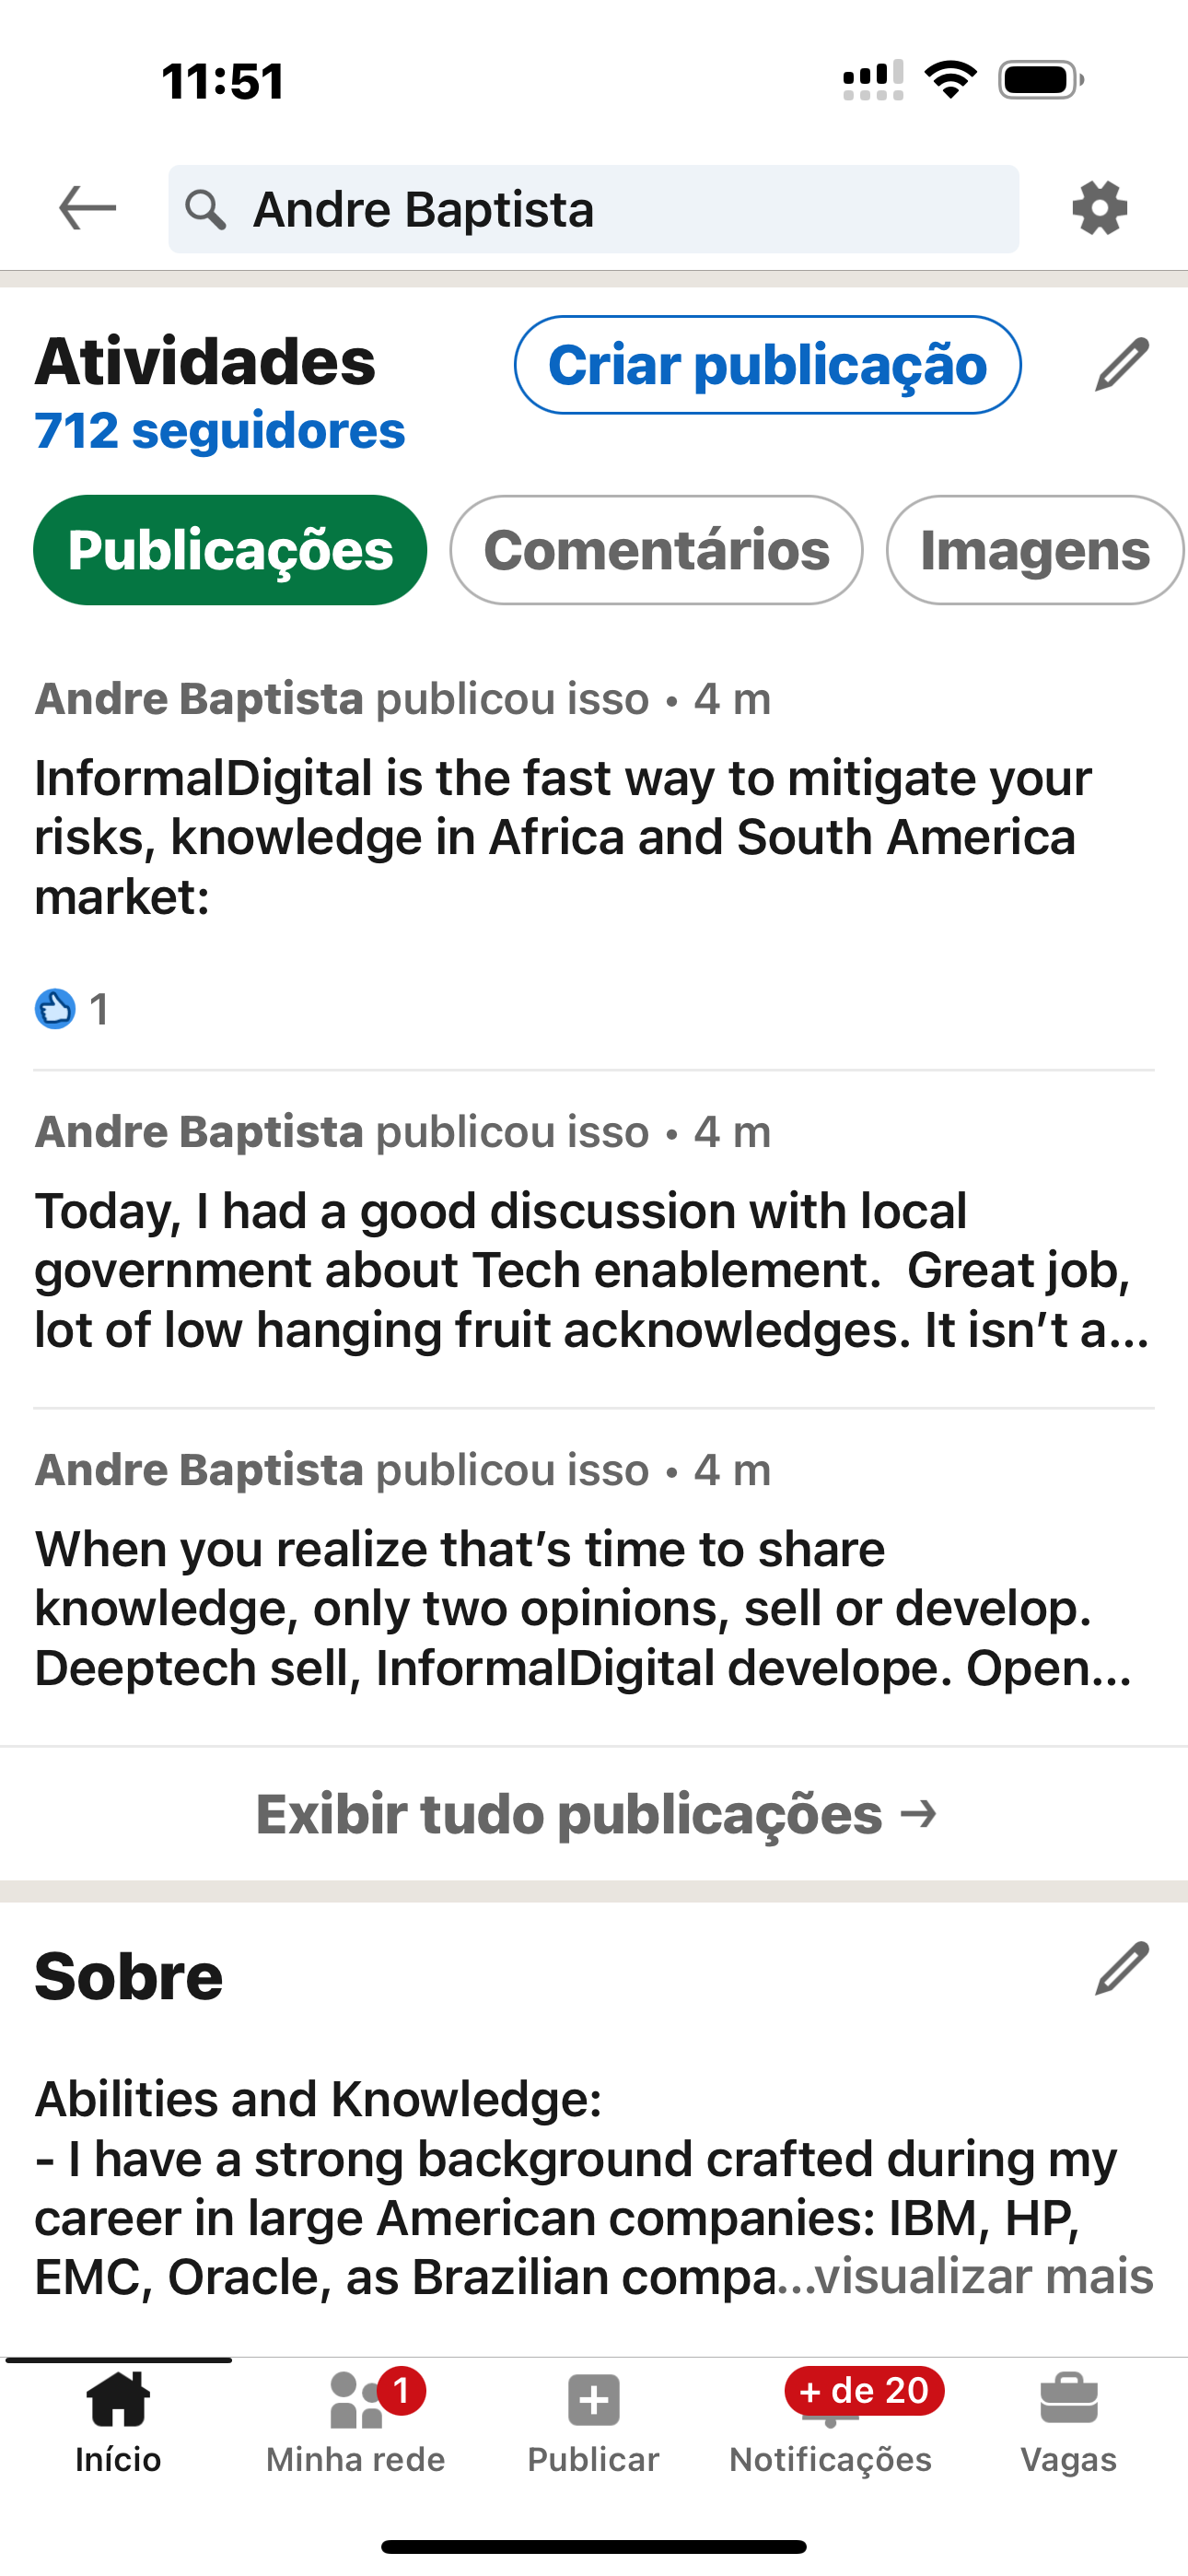 11:51
Andre Baptista
Atividades
Criar publicação
712 seguidores
Publicações
Comentários
Imagens
Andre Baptista publicou isso • 4 m
InformalDigital is the fast way to mitigate your
risks, knowledge in Africa and South America
market:
1
Andre Baptista publicou isso • 4 m
Today, I had a good discussion with local
government about Tech enablement.  Great job,
lot of low hanging fruit acknowledges. It isn’t a...
Andre Baptista publicou isso • 4 m
When you realize that’s time to share
knowledge, only two opinions, sell or develop.
Deeptech sell, InformalDigital develope. Open...
Exibir tudo publicações →
Sobre
Abilities and Knowledge:
- I have a strong background crafted during my
career in large American companies: IBM, HP,
EMC, Oracle, as Brazilian compa...visualizar mais
1
+ de 20
Início
Minha rede
Publicar
Notificações
Vagas